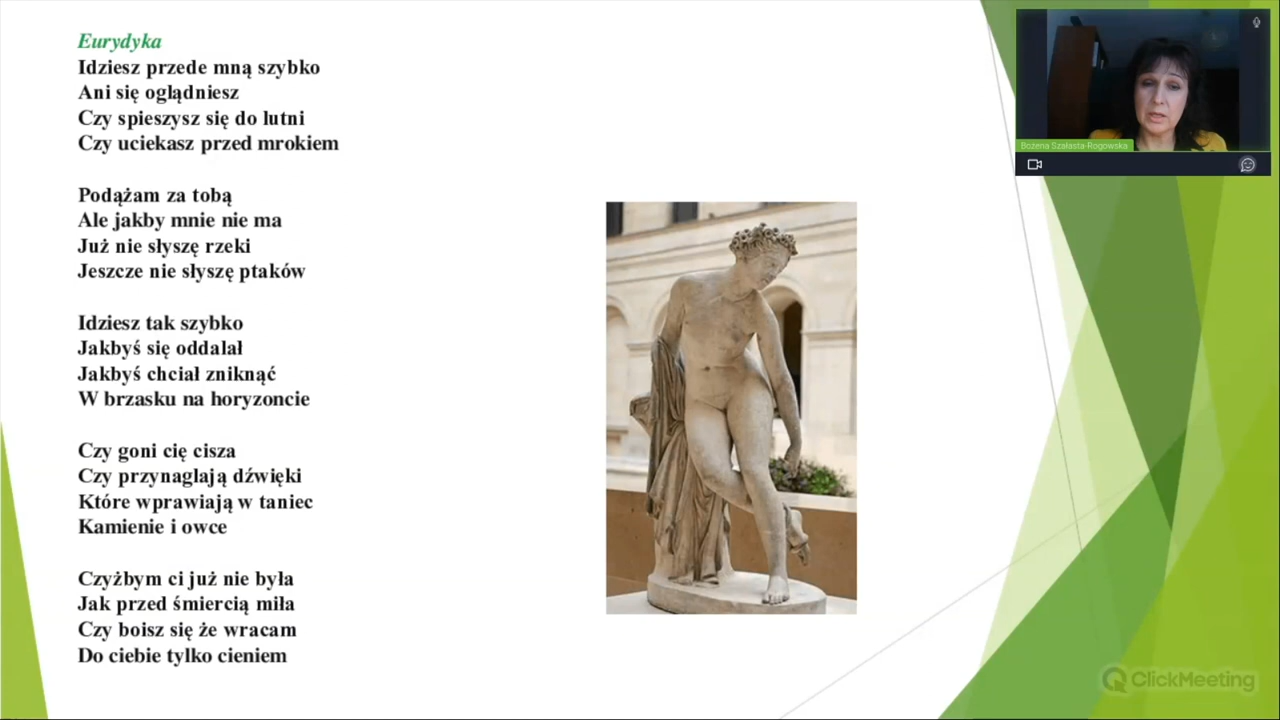 Eurydyka
Idziesz przede mną szybko
Ani się oglądniesz
Czy spieszysz się do lutni
Czy uciekasz przed mrokiem
Podążam za tobą
Ale jakby mnie nie ma
Już nie słyszę rzeki
Jeszcze nie słyszę ptaków
Idziesz tak szybko
Jakbyś się oddalał
Jakbyś chciał zniknąć
W brzasku na horyzoncie
Czy goni cię cisza
Czy przynaglają dźwięki
Które wprawiają w taniec
Kamienie i owce
Czyżbym ci już nie była
Jak przed śmiercią miła
Czy boisz się że wracam
Do ciebie tylko cieniem
Bożena Szałasta-Rogowska
ClickMeeting